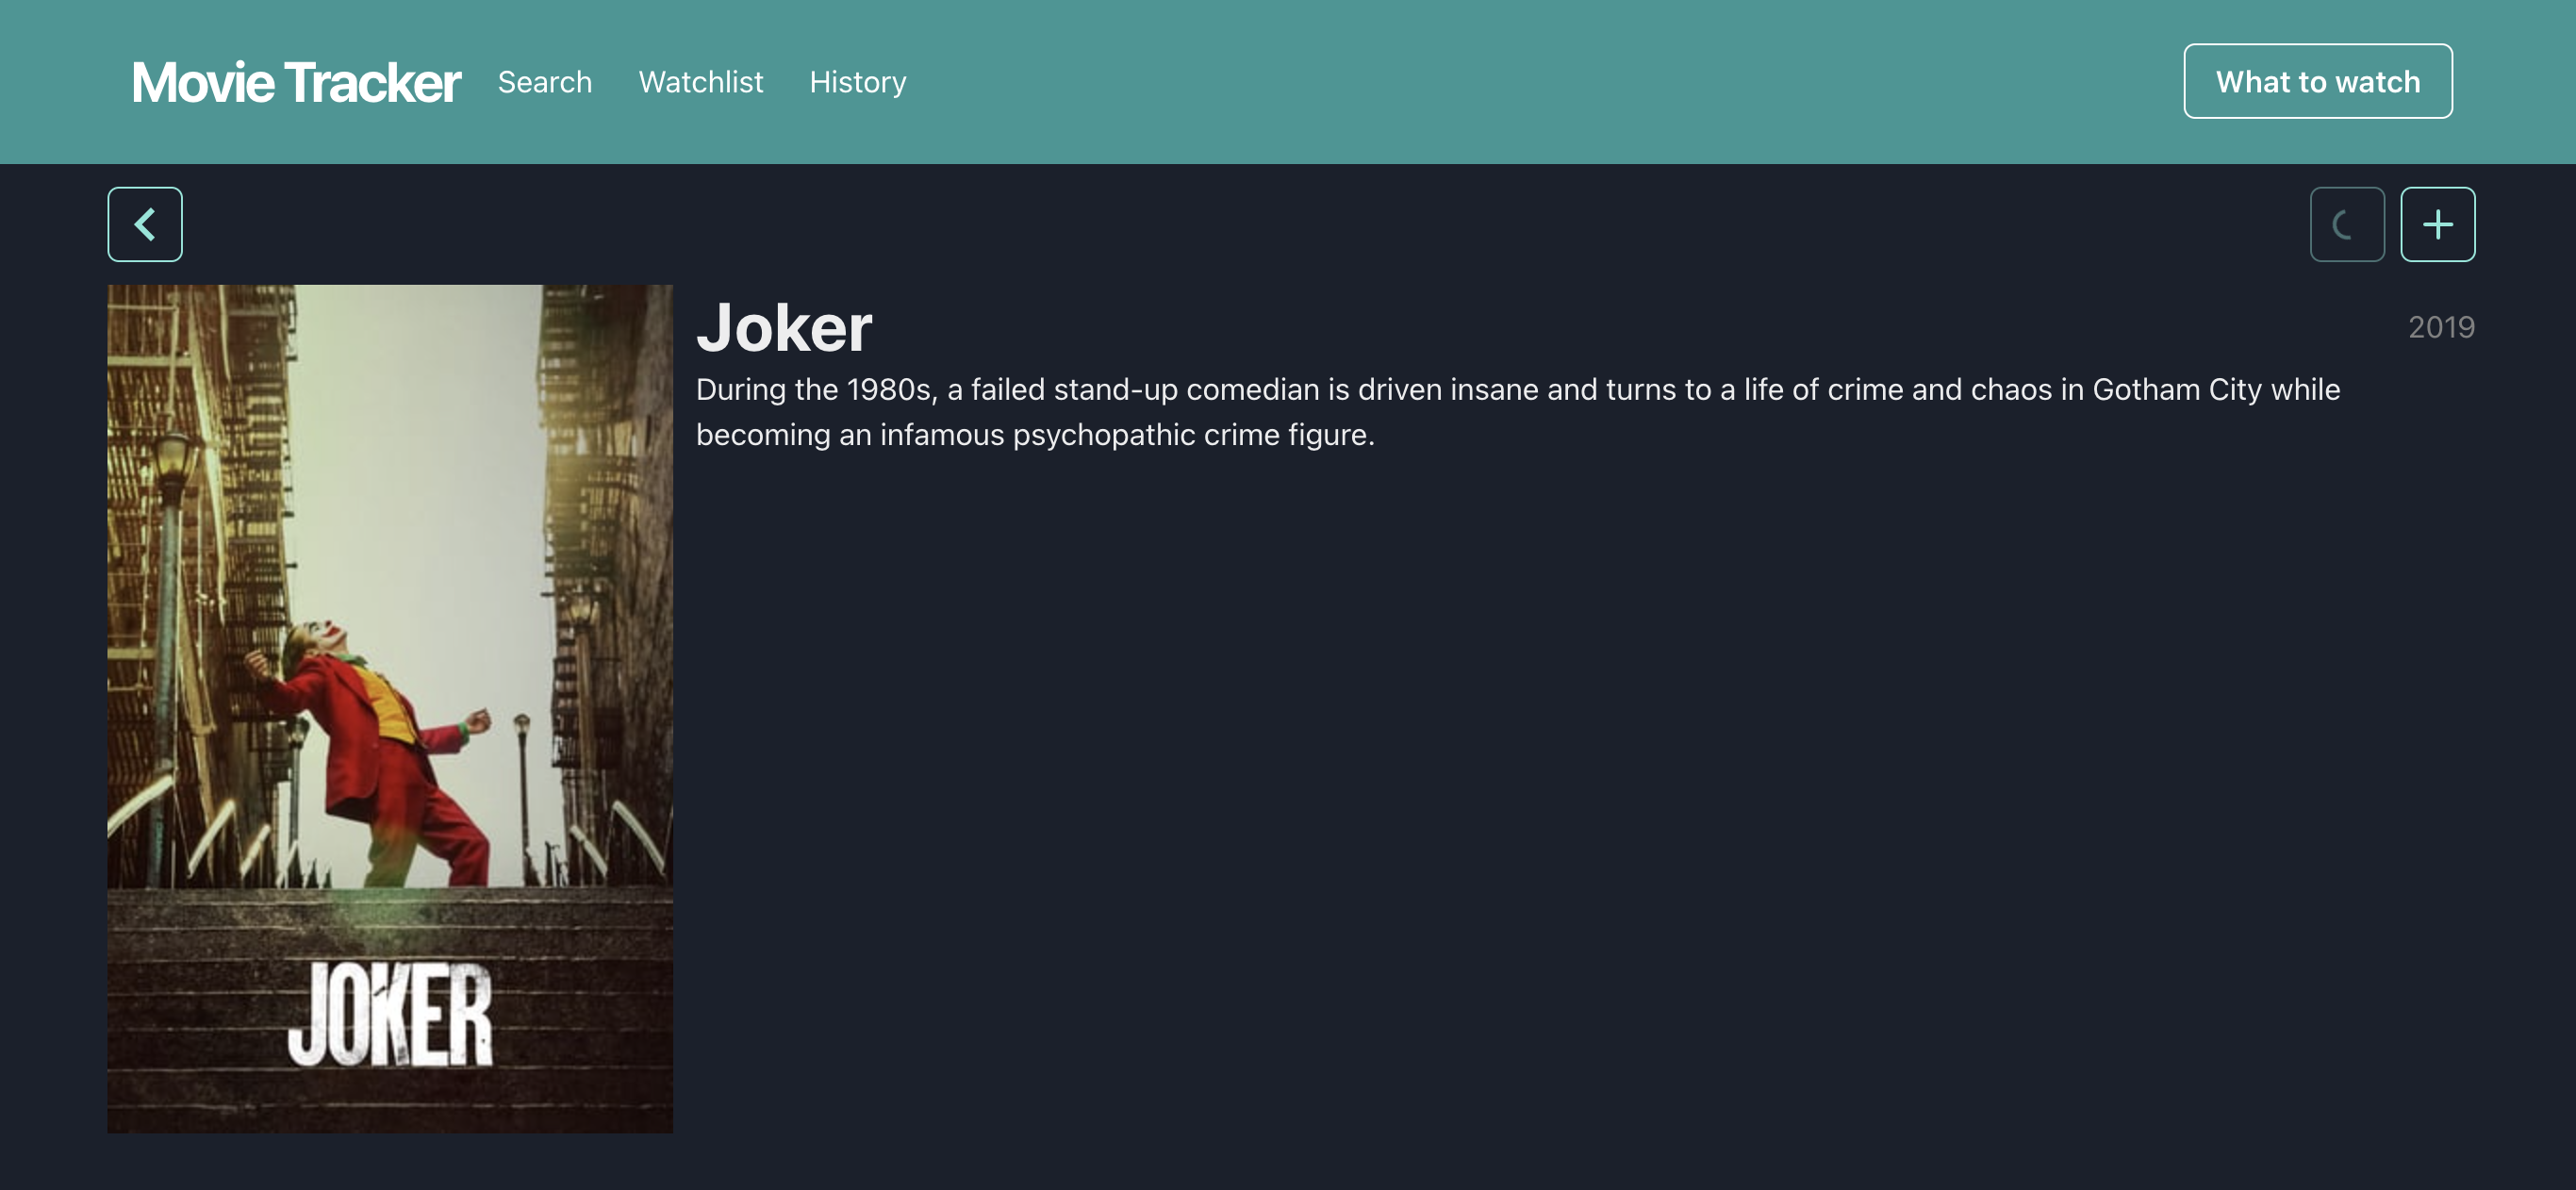 Movie Tracker
Search
Watchlist
History
What to watch
Joker
2019
During the 1980s, a failed stand-up comedian is driven insane and turns to a life of crime and chaos in Gotham City while
becoming an infamous psychopathic crime figure.
JOKER